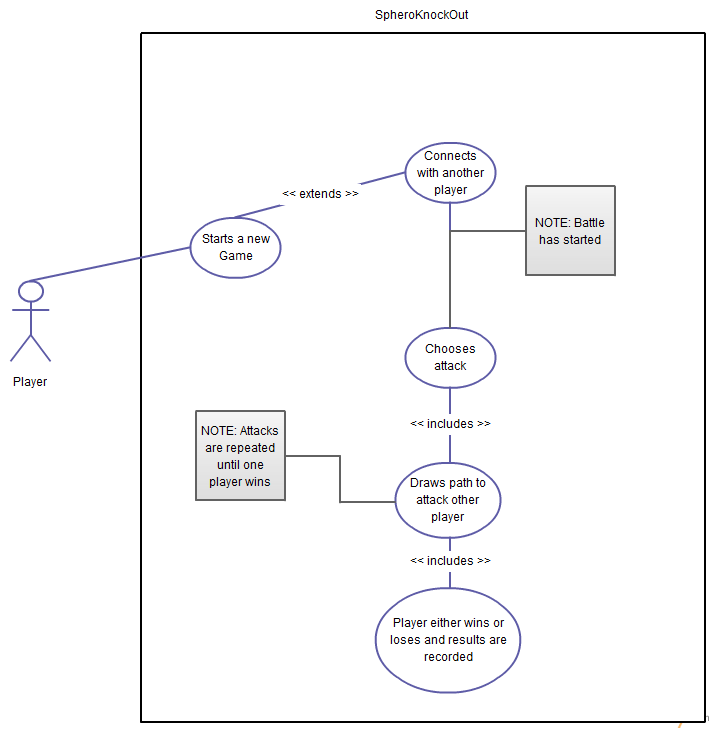 SpheroKnockOut
Connects
with another
player
<< extends >>
NOTE: Battle
has started
Starts a new
Game
Player
Chooses
attack
<< includes >>
NOTE: Attacks
are repeated
until one
player wins
Draws path to
attack other
player
<< includes >>
Player either wins or
loses and results are
recorded